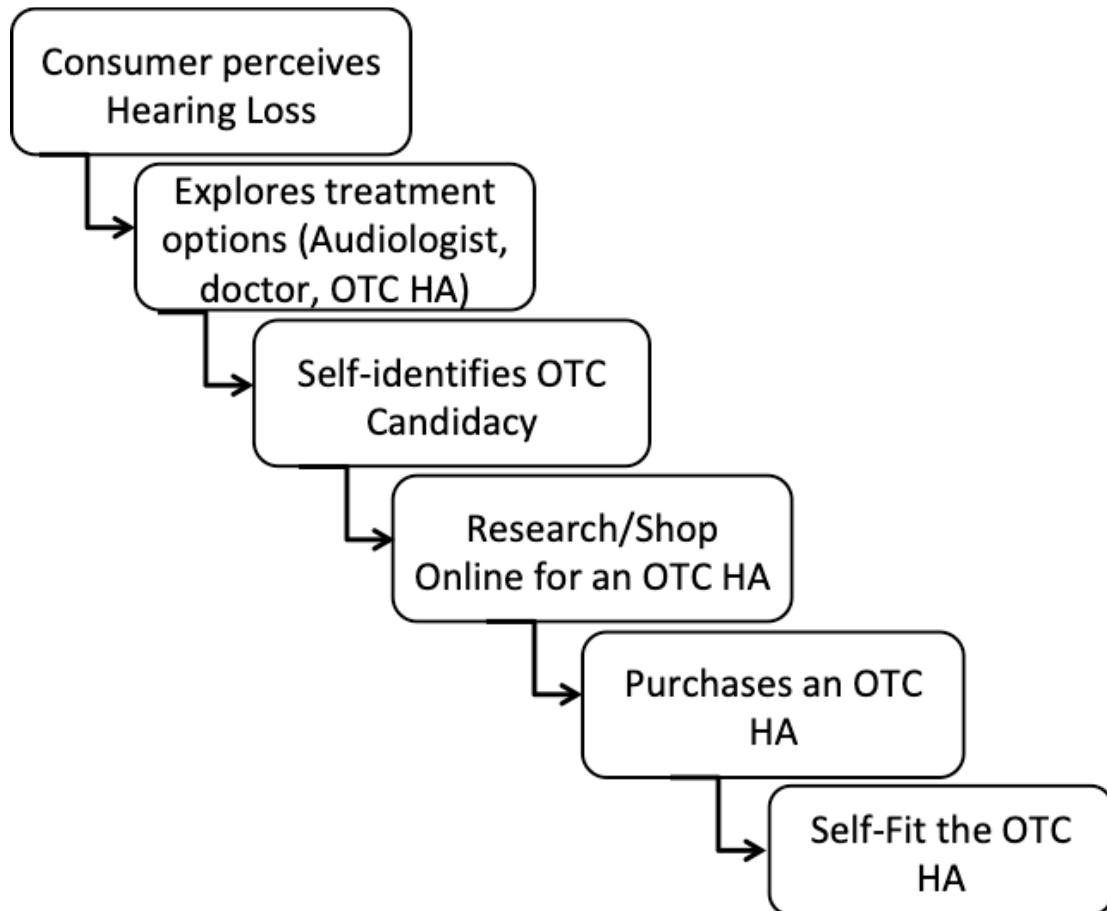 Consumer perceives
Hearing Loss
Explores treatment
options (Audiologist,
doctor, OTC HA)
Self-identifies OTC
Candidacy
Research/Shop
Online for an OTC HA
Purchases an OTC
HA
Self-Fit the OTC
HA